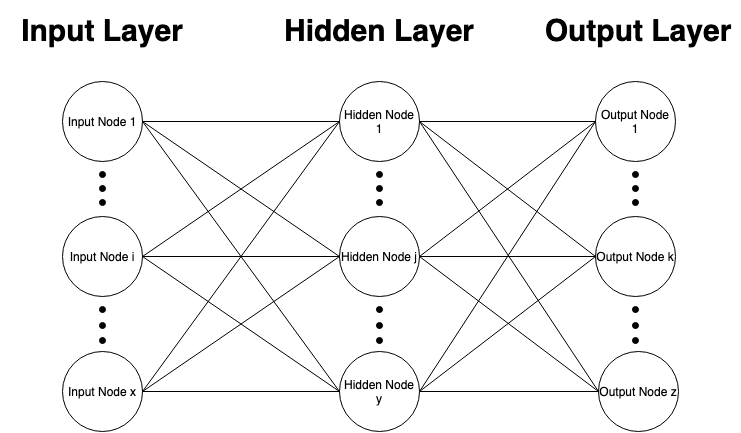 Input Layer
Hidden Layer
Output Layer
Input Node 1
Hidden Node
1
Output Node
1
Input Node i
Hidden Node j
Output Node k
Input Node x
Hidden Node
y
Output Node z